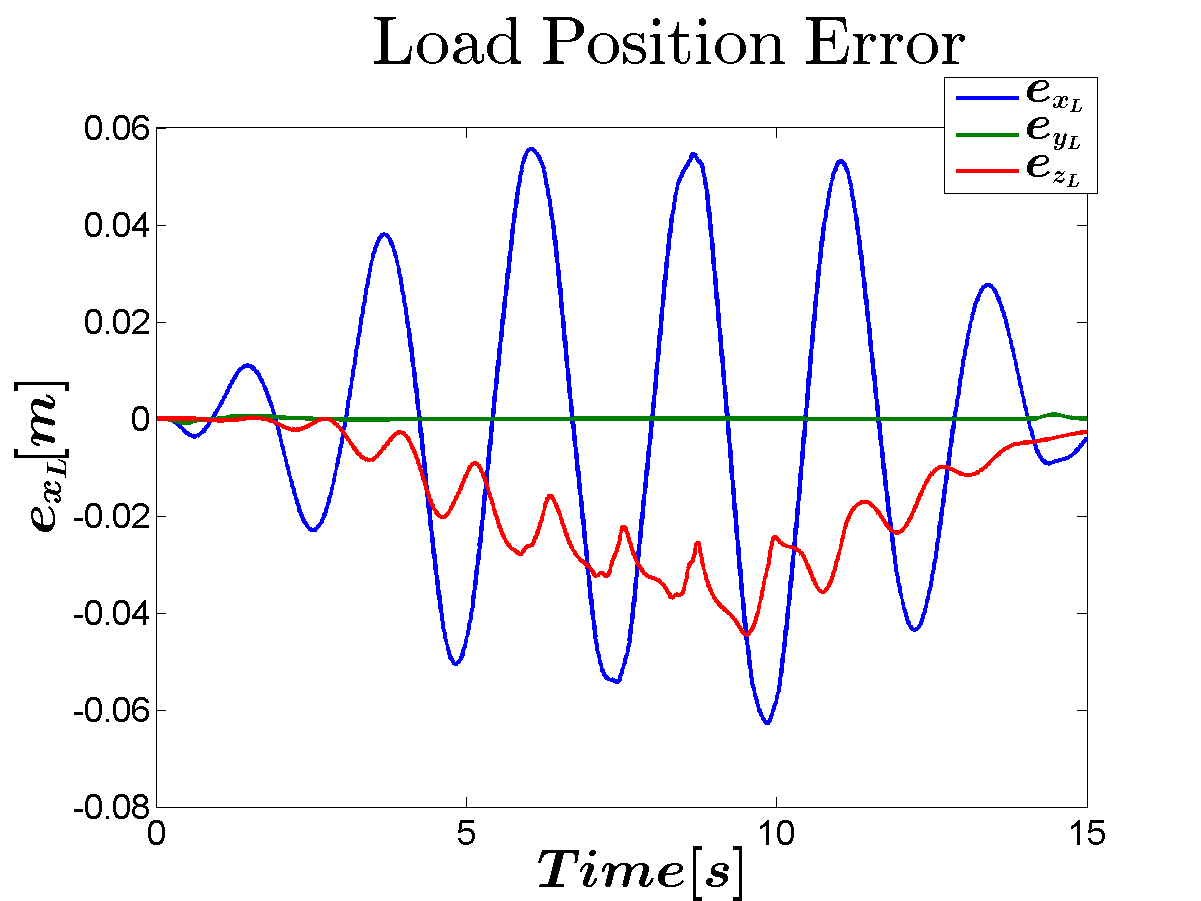 Load Position Error
e_{x_L}
e_{y_L}
e_{z_L}
0.06
0.04
0.02
0
-0.02
-0.04
-0.06
-0.08
e_{x_L}[m]
0 5 10 15
Time[s]